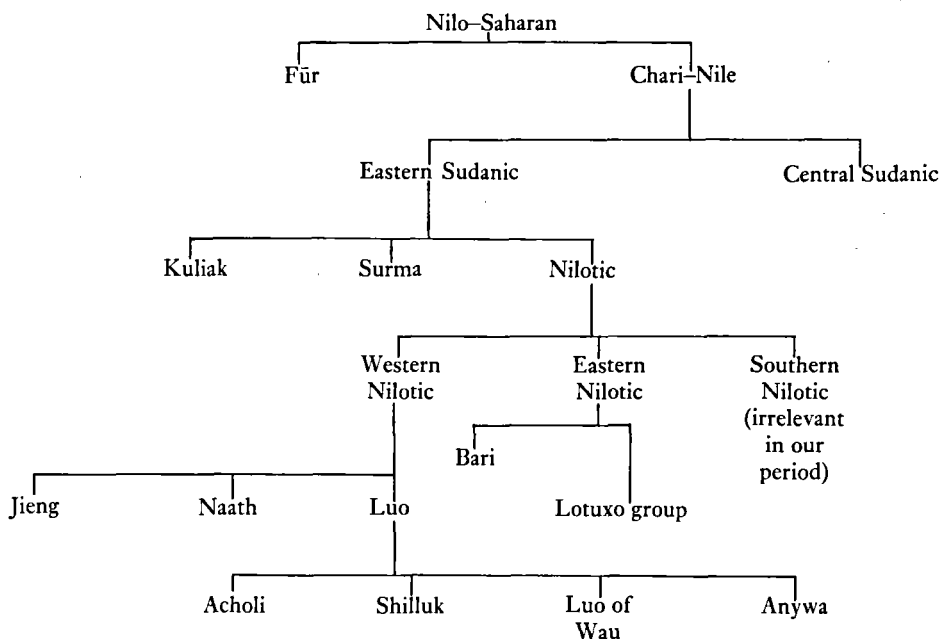 Nilo–Saharan
Fūr
Chari–Nile
Eastern Sudanic
Central Sudanic
Kuliak
Surma
Nilotic
Western
Nilotic
Eastern
Nilotic
Southern
Nilotic
(irrelevant
in our
period)
Bari
Lotuxo group
Jieng
Naath
Luo
Acholi
Shilluk
Luo of
Wau
Anywa